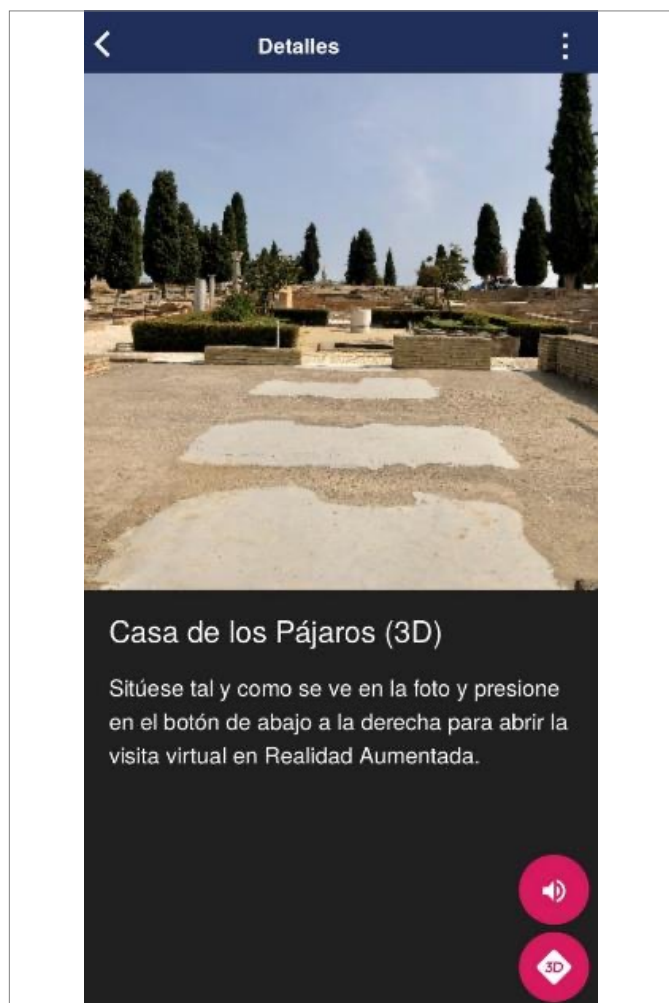 Detalles
Casa de los Pájaros (3D)
Sitúese tal y como se ve en la foto y presione
en el botón de abajo a la derecha para abrir la
visita virtual en Realidad Aumentada.
3D